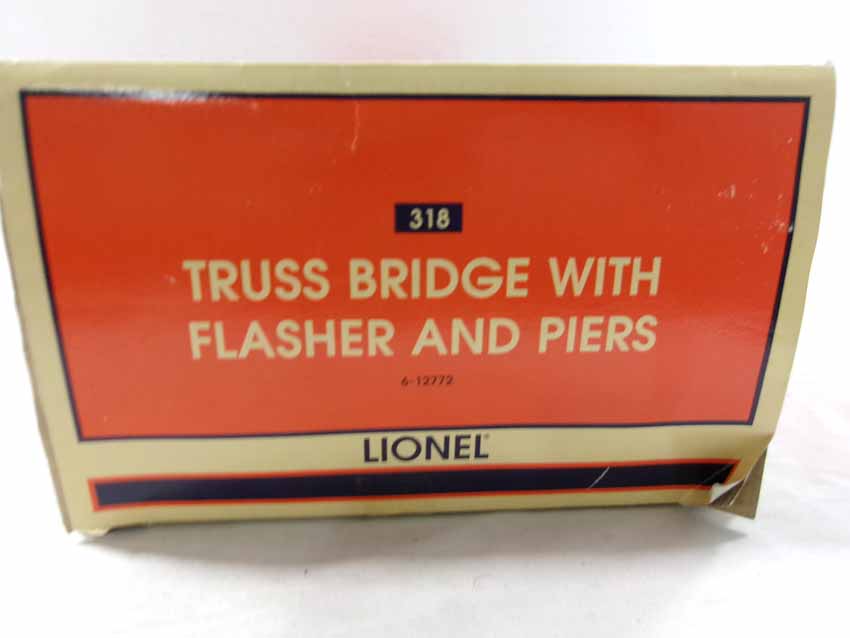 318
TRUSS BRIDGE WITH
FLASHER AND PIERS
6-12772
LIONEL®